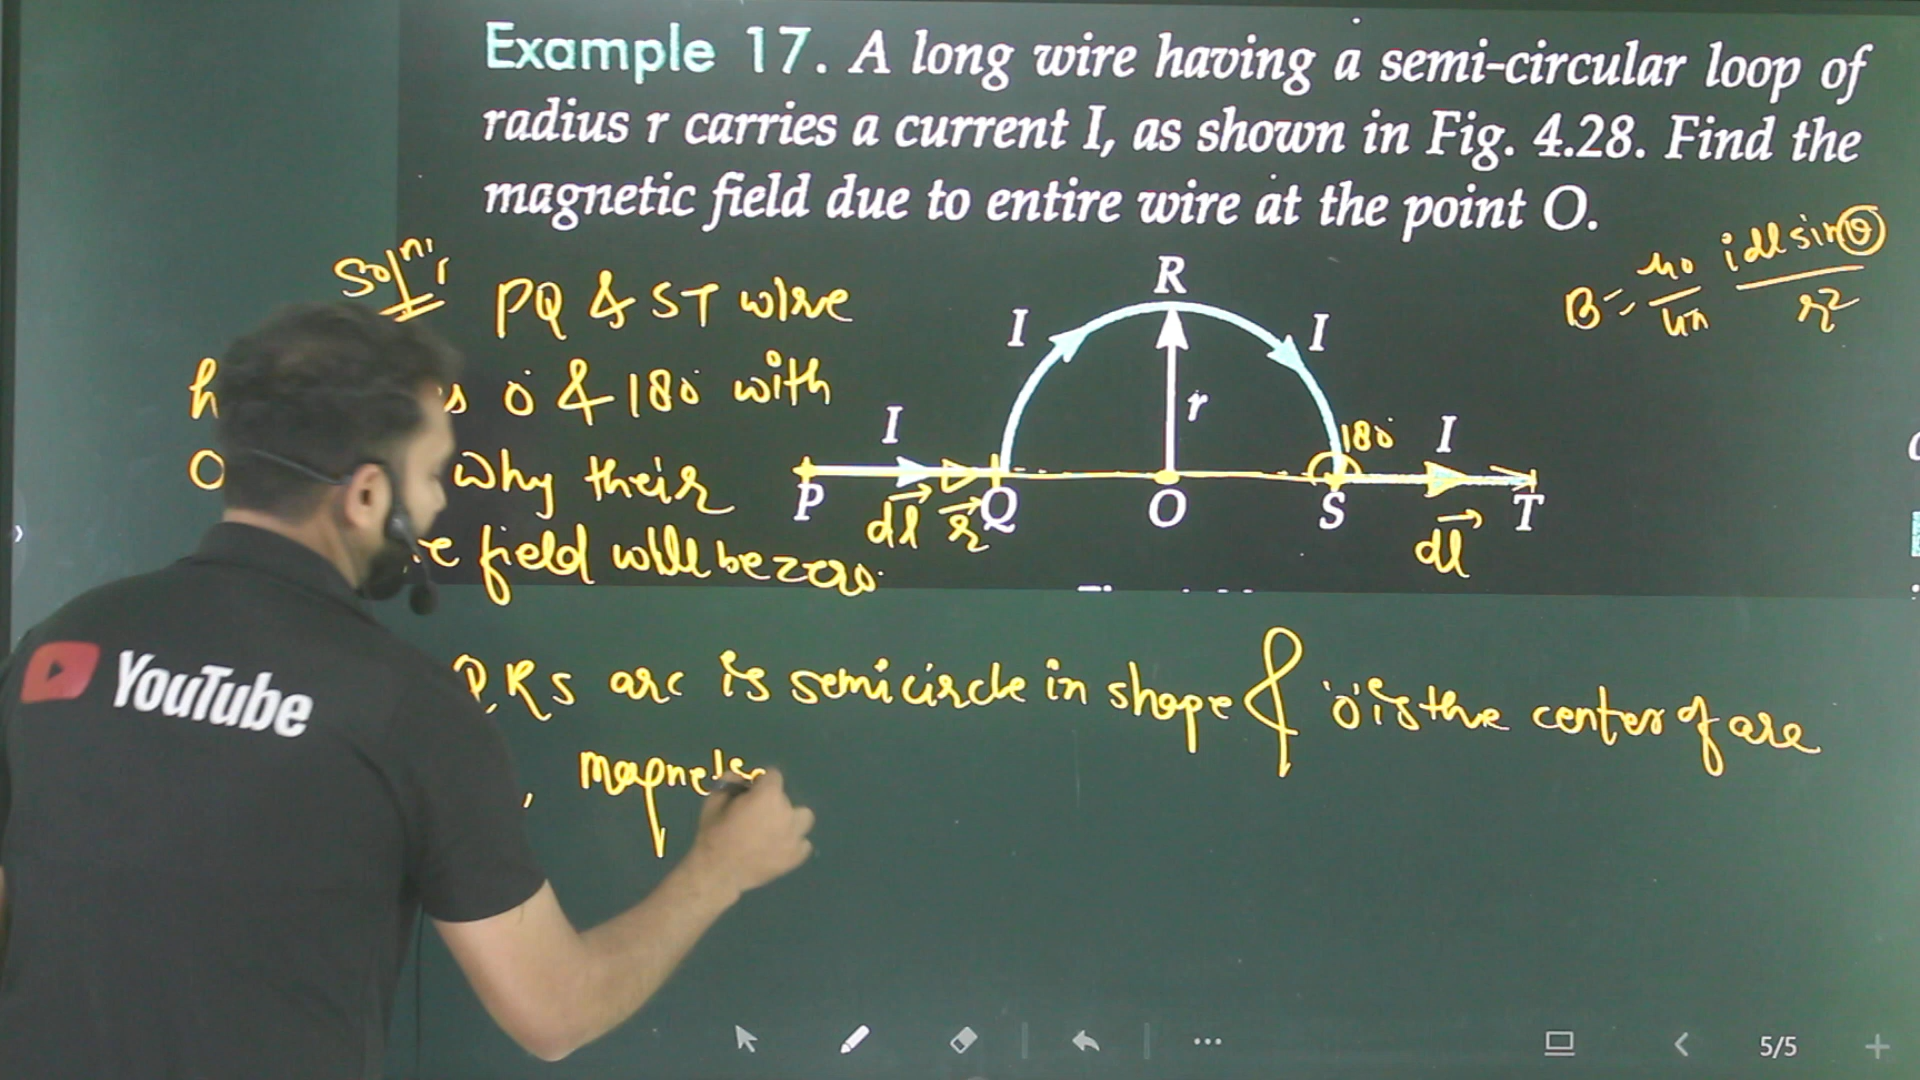 Example 17. A long wire having a semi-circular loop of
radius r carries a current I, as shown in Fig. 4.28. Find the
magnetic field due to entire wire at the point O.
Solⁿ,
PQ & ST wire
0° & 180° with
why their
field will be zero.
B = μ0/4π idl sinθ/r²
R
I
I
r
I
180°
I
P
Q
O
S
T
dl
r
dl
QRS arc is semicircle in shape & 'o' is the center of arc
, magnetic
YouTube
5/5